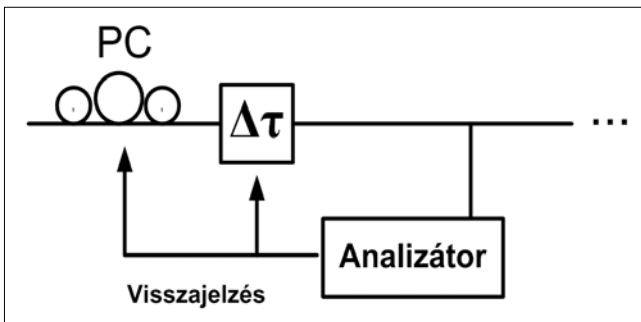 PC
Δτ
...
Analizátor
Visszajelzés